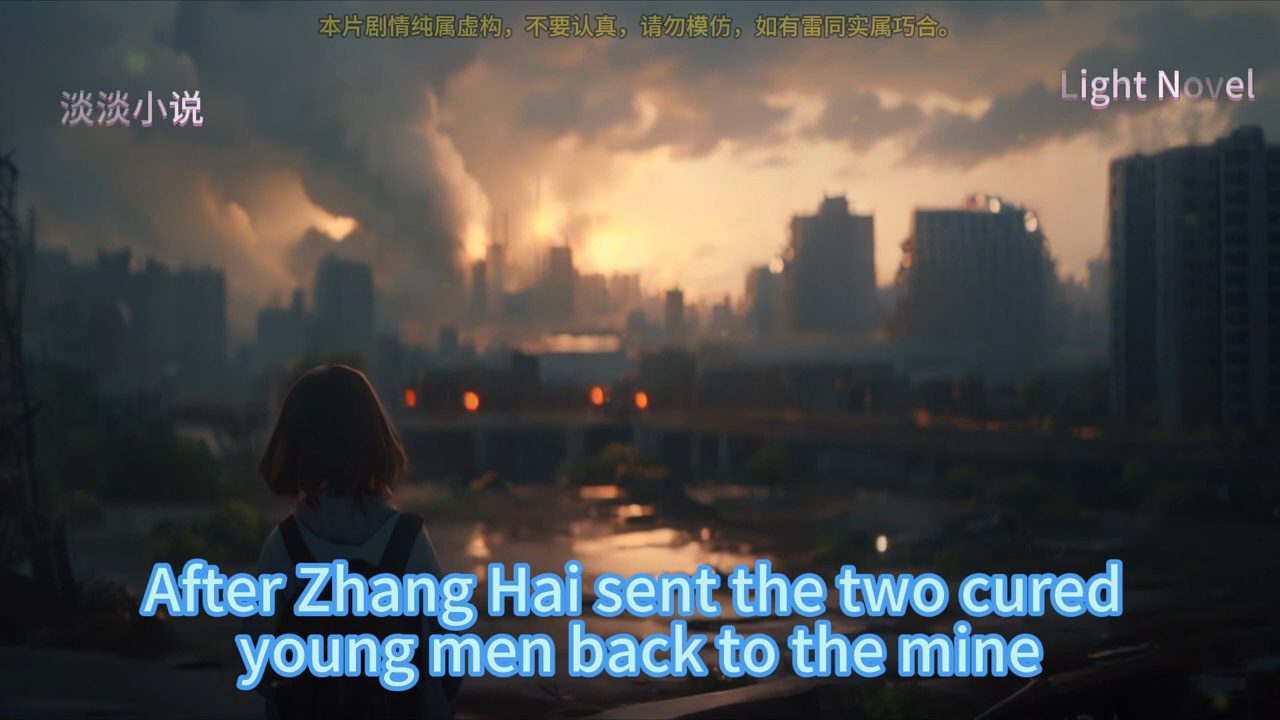 本片剧情纯属虚构，不要认真，请勿模仿，如有雷同实属巧合。
淡淡小说
Light Novel
After Zhang Hai sent the two cured
young men back to the mine